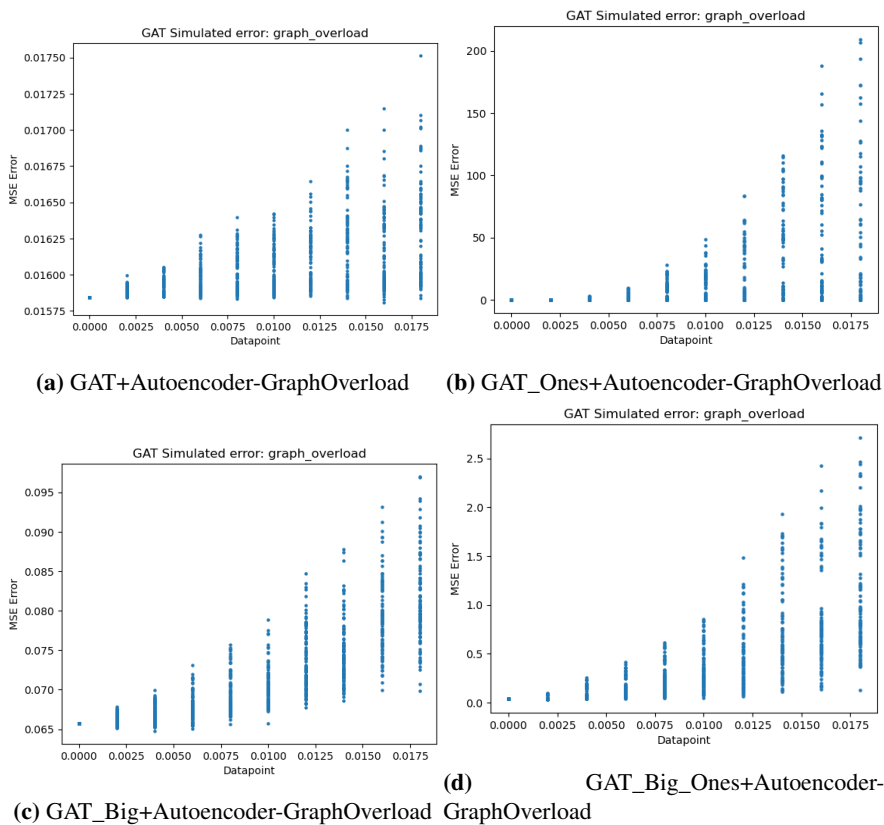 GAT Simulated error: graph_overload
0.01750
0.01725
0.01700
0.01675
0.01650
0.01625
0.01600
0.01575
MSE Error
0.0000 0.0025 0.0050 0.0075 0.0100 0.0125 0.0150 0.0175
Datapoint
(a) GAT+Autoencoder-GraphOverload
GAT Simulated error: graph_overload
200
150
100
50
0
MSE Error
0.0000 0.0025 0.0050 0.0075 0.0100 0.0125 0.0150 0.0175
Datapoint
(b) GAT_Ones+Autoencoder-GraphOverload
GAT Simulated error: graph_overload
0.095
0.090
0.085
0.080
0.075
0.070
0.065
MSE Error
0.0000 0.0025 0.0050 0.0075 0.0100 0.0125 0.0150 0.0175
Datapoint
(c) GAT_Big+Autoencoder-GraphOverload
GAT Simulated error: graph_overload
2.5
2.0
1.5
1.0
0.5
0.0
MSE Error
0.0000 0.0025 0.0050 0.0075 0.0100 0.0125 0.0150 0.0175
Datapoint
(d) GAT_Big_Ones+Autoencoder-
GraphOverload